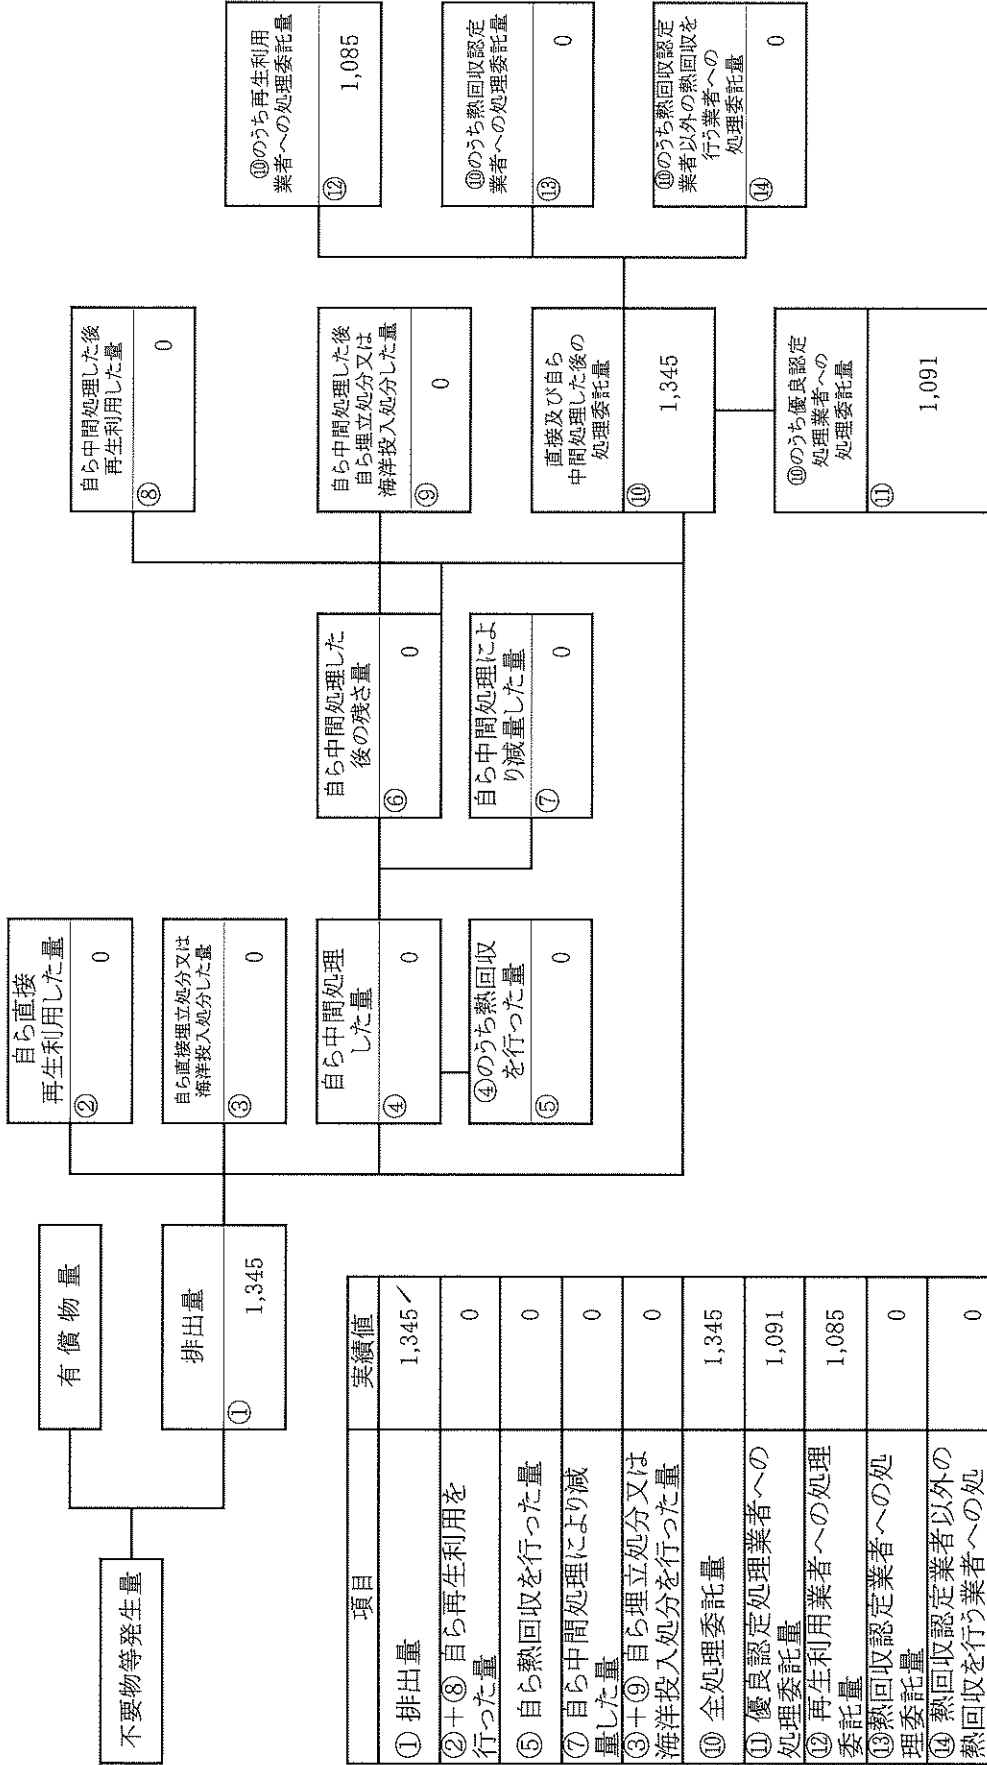 不要物等発生量
有償物量
排出量
① 1,345
自ら直接
再生利用した量
② 0
自ら直接埋立処分又は
海洋投入処分した量
③ 0
自ら中間処理
した量
④ 0
④のうち熱回収
を行った量
⑤ 0
自ら中間処理した
後の残さ量
⑥ 0
自ら中間処理によ
り減量した量
⑦ 0
自ら中間処理した後
再生利用した量
⑧ 0
自ら中間処理した後
自ら埋立処分又は
海洋投入処分した量
⑨ 0
直接及び自ら
中間処理した後の
処理委託量
⑩ 1,345
⑩のうち優良認定
処理業者への
処理委託量
⑪ 1,091
⑩のうち再生利用
業者への処理委託量
⑫ 1,085
⑩のうち熱回収認定
業者への処理委託量
⑬ 0
⑩のうち熱回収認定
業者以外の熱回収を
行う業者への
処理委託量
⑭ 0
項目 実績値
① 排出量 1,345
②+⑧ 自ら再生利用を
行った量 0
⑤ 自ら熱回収を行った量 0
⑦ 自ら中間処理により減
量した量 0
③+⑨ 自ら埋立処分又は
海洋投入処分を行った量 0
⑩ 全処理委託量 1,345
⑪ 優良認定処理業者への
処理委託量 1,091
⑫ 再生利用業者への処理
委託量 1,085
⑬熱回収認定業者への処
理委託量 0
⑭ 熱回収認定業者以外の
熱回収を行う業者への処 0